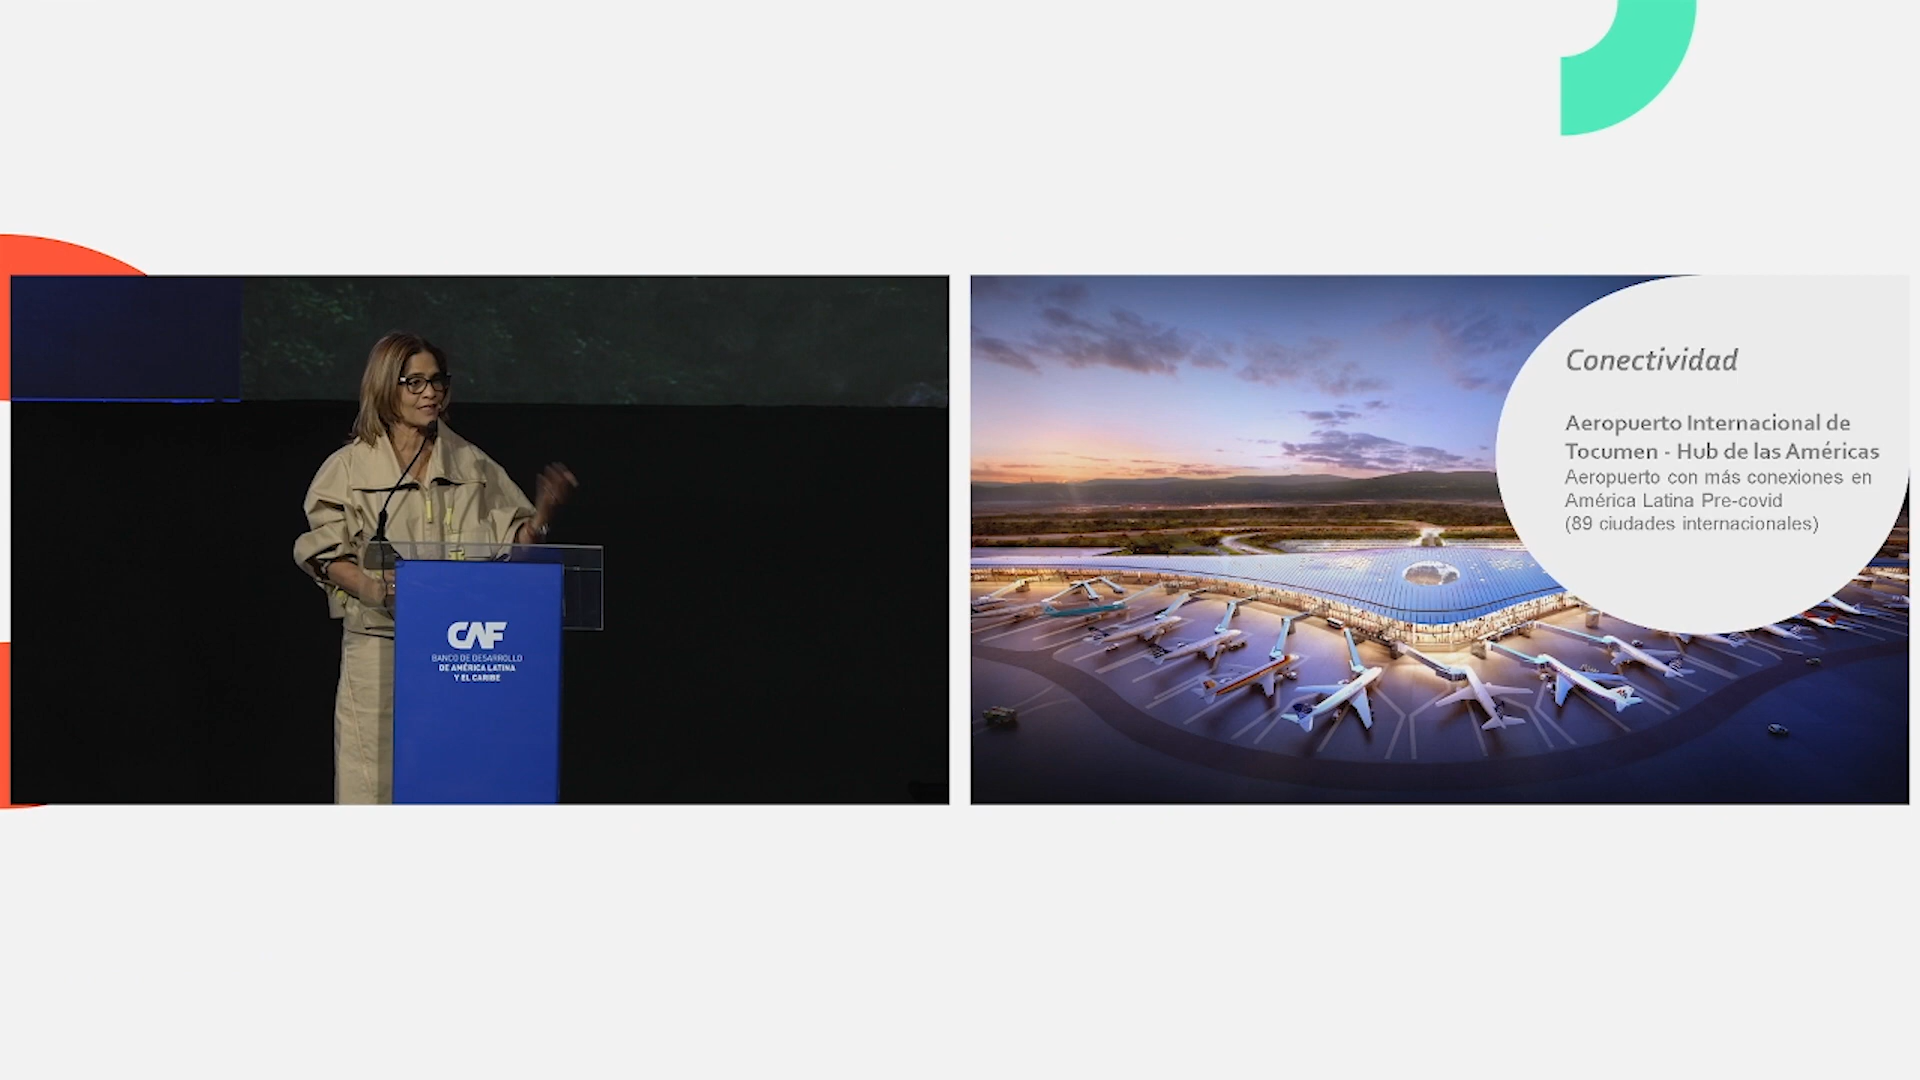 CAF
BANCO DE DESARROLLO
DE AMÉRICA LATINA
Y EL CARIBE
Conectividad
Aeropuerto Internacional de
Tocumen - Hub de las Américas
Aeropuerto con más conexiones en
América Latina Pre-covid
(89 ciudades internacionales)